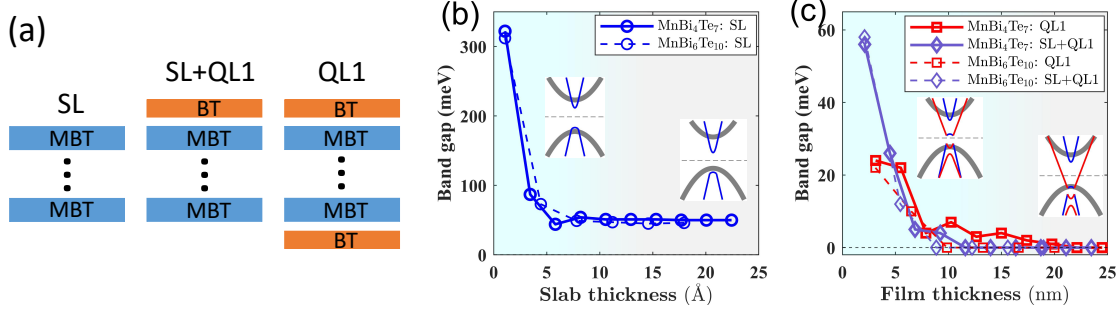 (a)
SL+QL1
QL1
SL
BT
BT
MBT
MBT
MBT
MBT
MBT
MBT
BT
(b)
MnBi₄Te₇: SL
MnBi₆Te₁₀: SL
Band gap (meV)
300
200
100
0
0
5
10
15
20
25
Slab thickness (Å)
(c)
MnBi₄Te₇: QL1
MnBi₄Te₇: SL+QL1
MnBi₆Te₁₀: QL1
MnBi₆Te₁₀: SL+QL1
Band gap (meV)
60
40
20
0
0
5
10
15
20
25
Film thickness (nm)